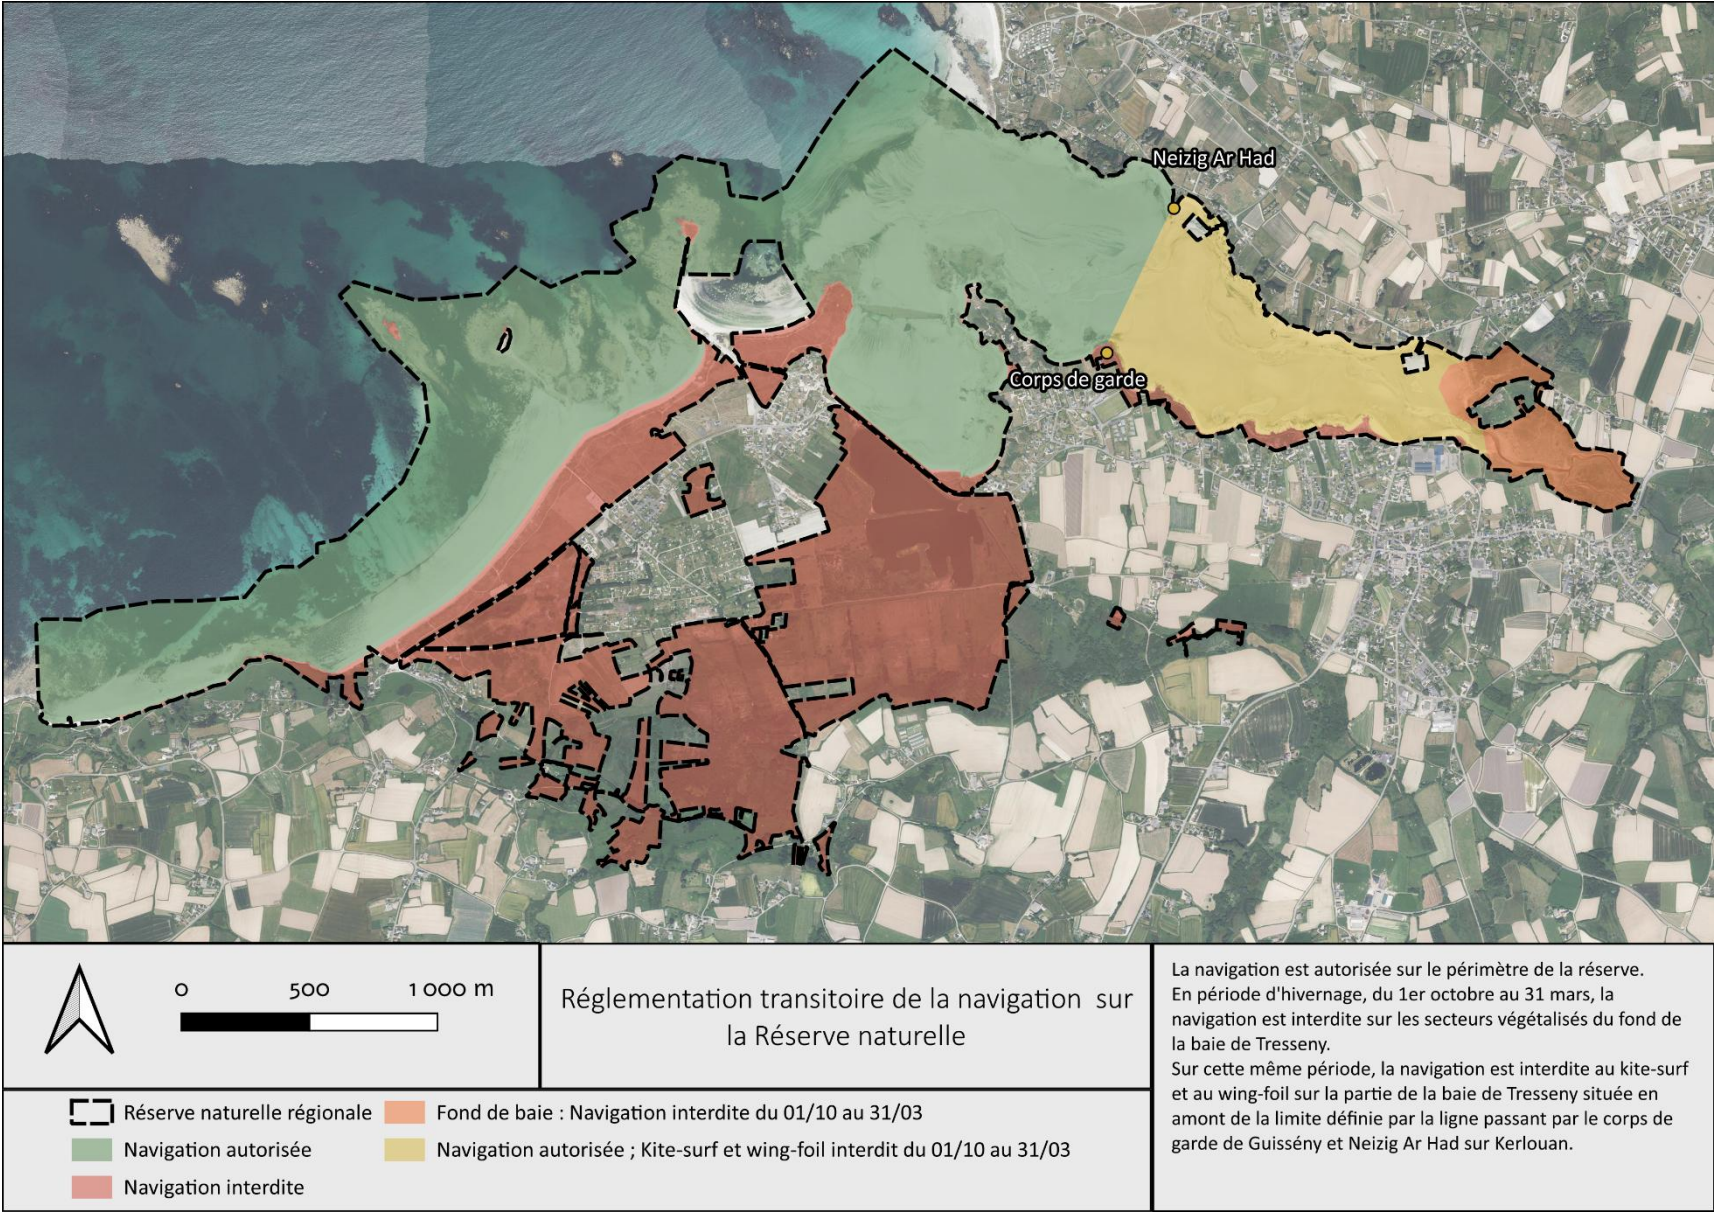 Neizig Ar Had
Corps de garde
0 500 1 000 m
Réglementation transitoire de la navigation sur
la Réserve naturelle
La navigation est autorisée sur le périmètre de la réserve.
En période d'hivernage, du 1er octobre au 31 mars, la
navigation est interdite sur les secteurs végétalisés du fond de
la baie de Tresseny.
Sur cette même période, la navigation est interdite au kite-surf
et au wing-foil sur la partie de la baie de Tresseny située en
amont de la limite définie par la ligne passant par le corps de
garde de Guissény et Neizig Ar Had sur Kerlouan.
Réserve naturelle régionale
Navigation autorisée
Navigation interdite
Fond de baie : Navigation interdite du 01/10 au 31/03
Navigation autorisée ; Kite-surf et wing-foil interdit du 01/10 au 31/03